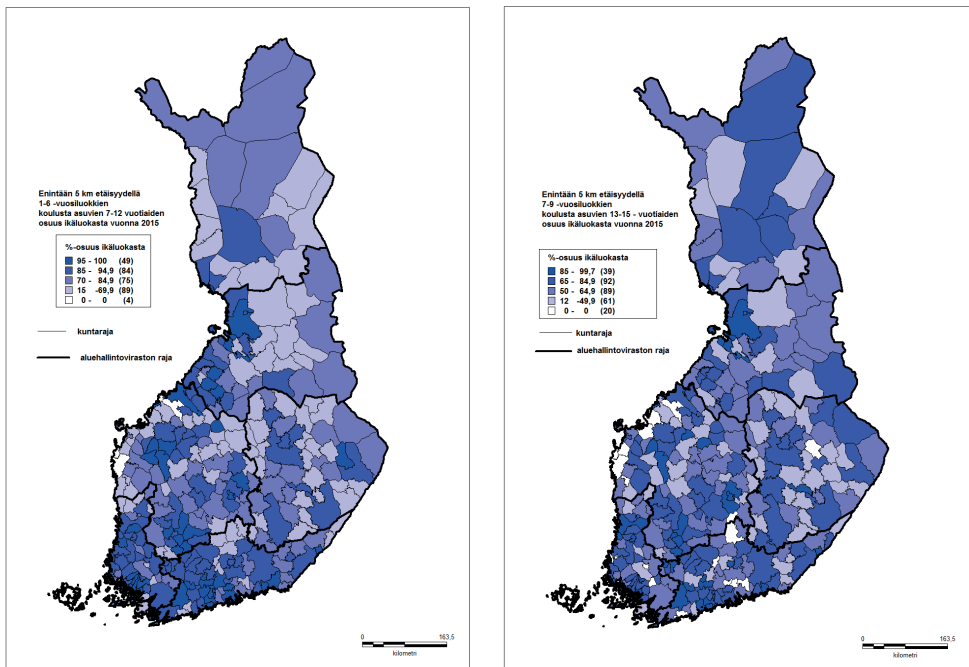 Enintään 5 km etäisyydellä
1-6 -vuosiluokkien
koulusta asuvien 7-12 vuotiaiden
osuus ikäluokasta vuonna 2015
%-osuus ikäluokasta
95 - 100 (49)
85 - 94,9 (84)
70 - 84,9 (75)
15 -69,9 (89)
0 - 0 (4)
kuntaraja
aluehallintoviraston raja
0 163,5
kilometri
Enintään 5 km etäisyydellä
7-9 -vuosiluokkien
koulusta asuvien 13-15 - vuotiaiden
osuus ikäluokasta vuonna 2015
%-osuus ikäluokasta
85 - 99,7 (39)
65 - 84,9 (92)
50 - 64,9 (89)
12 -49,9 (61)
0 - 0 (20)
kuntaraja
aluehallintoviraston raja
0 163,5
kilometri